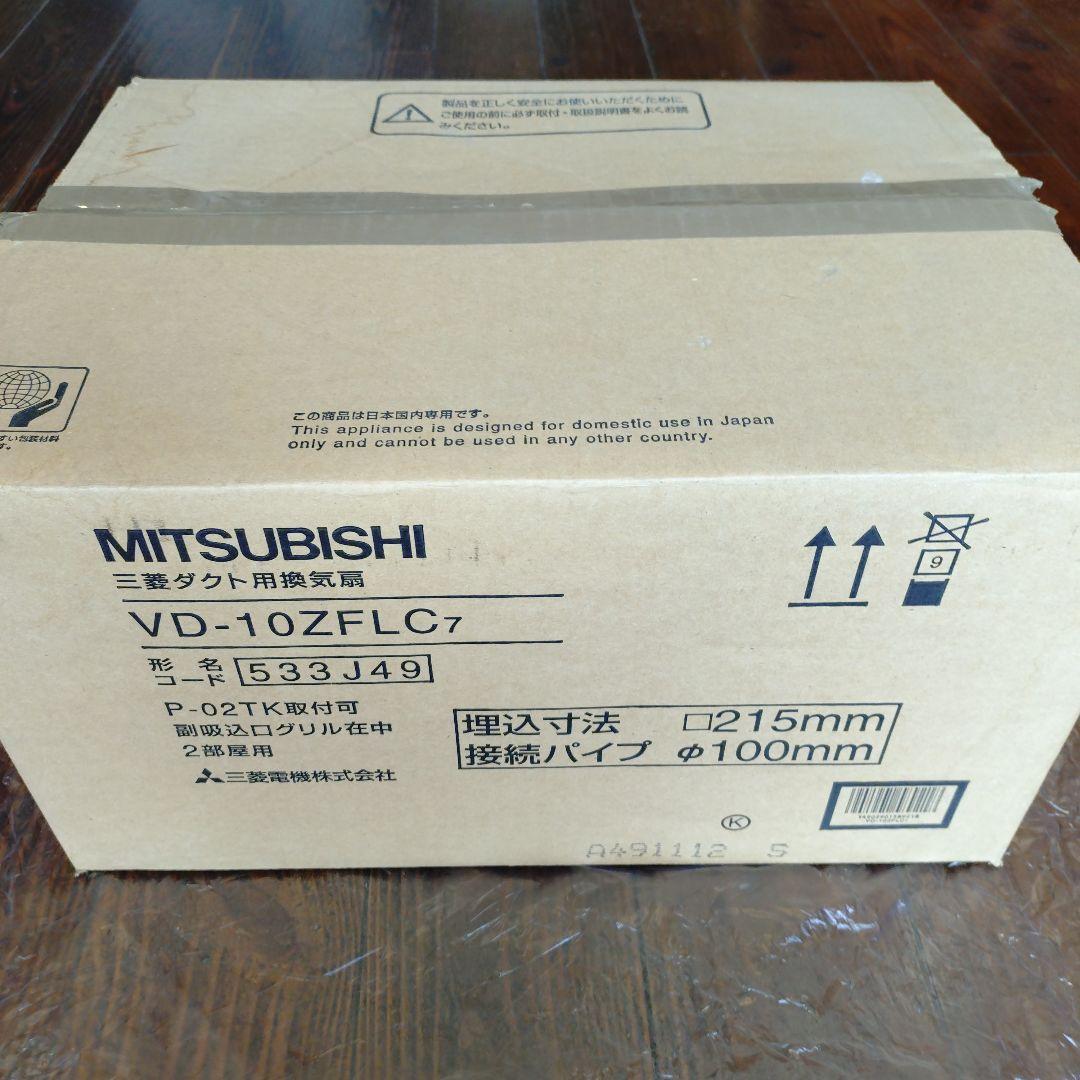 製品を正しく安全にお使いいただくために
ご使用の前に必ず取付・取扱説明書をよくお読
みください。
すい包装材料
す。
この商品は日本国内専用です。
This appliance is designed for domestic use in Japan
only and cannot be used in any other country.
MITSUBISHI
三菱ダクト用換気扇
VD-10ZFLC7
形名
コード 533J49
P-02TK取付可
副吸込口グリル在中
2部屋用
三菱電機株式会社
埋込寸法 □215mm
接続パイプ φ100mm
9
K
A491112 5